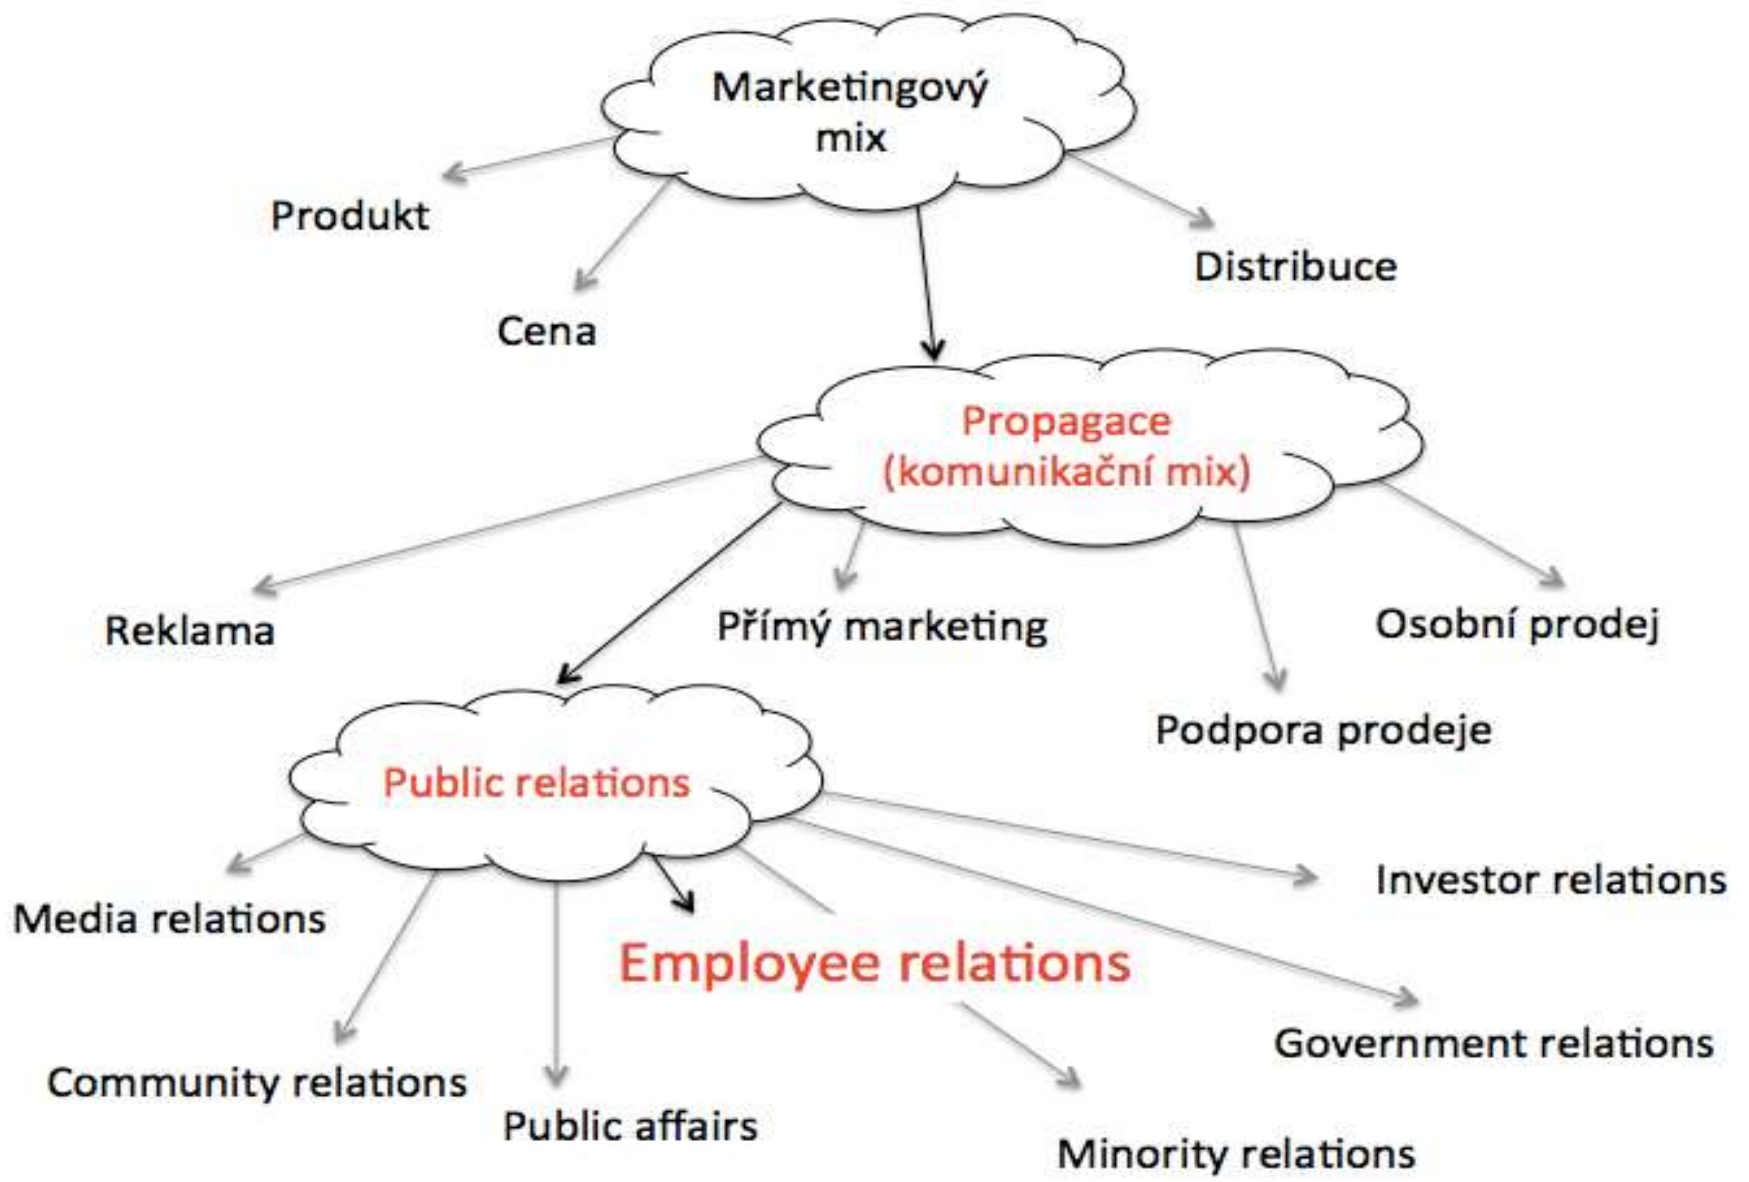 Marketingový
mix
Produkt
Distribuce
Cena
Propagace
(komunikační mix)
Reklama
Přímý marketing
Osobní prodej
Podpora prodeje
Public relations
Media relations
Investor relations
Employee relations
Community relations
Government relations
Public affairs
Minority relations